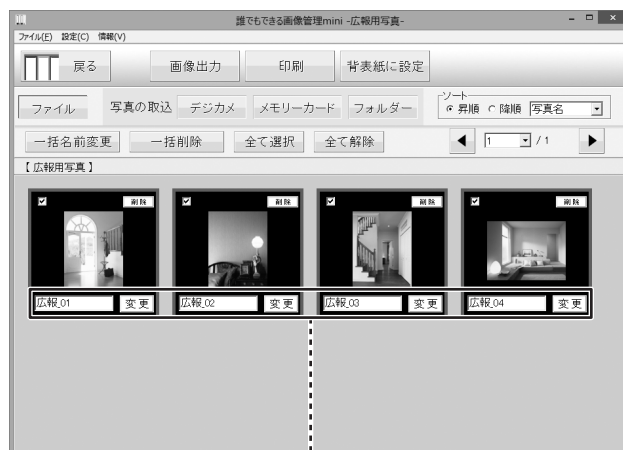 誰でもできる画像管理mini -広報用写真-
ファイル(F) 設定(C) 情報(V)
戻る 画像出力 印刷 背表紙に設定
ファイル 写真の取込 デジカメ メモリーカード フォルダー ソート 昇順 降順 写真名
一括名前変更 一括削除 全て選択 全て解除 1 / 1
【 広報用写真 】
削除 削除 削除 削除
広報_01 変更 広報_02 変更 広報_03 変更 広報_04 変更